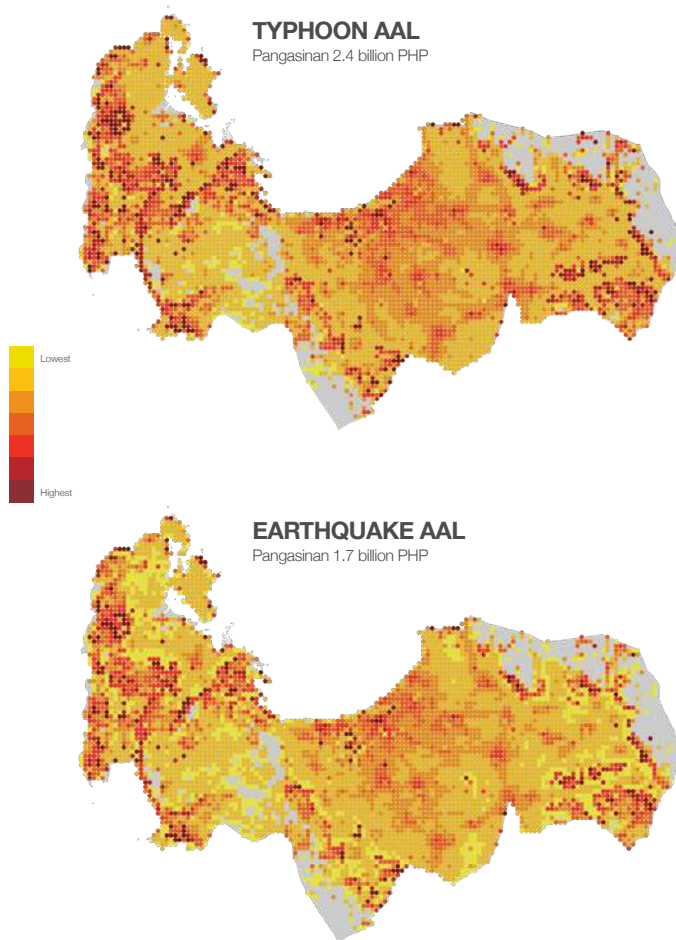 TYPHOON AAL
Pangasinan 2.4 billion PHP
Lowest
Highest
EARTHQUAKE AAL
Pangasinan 1.7 billion PHP